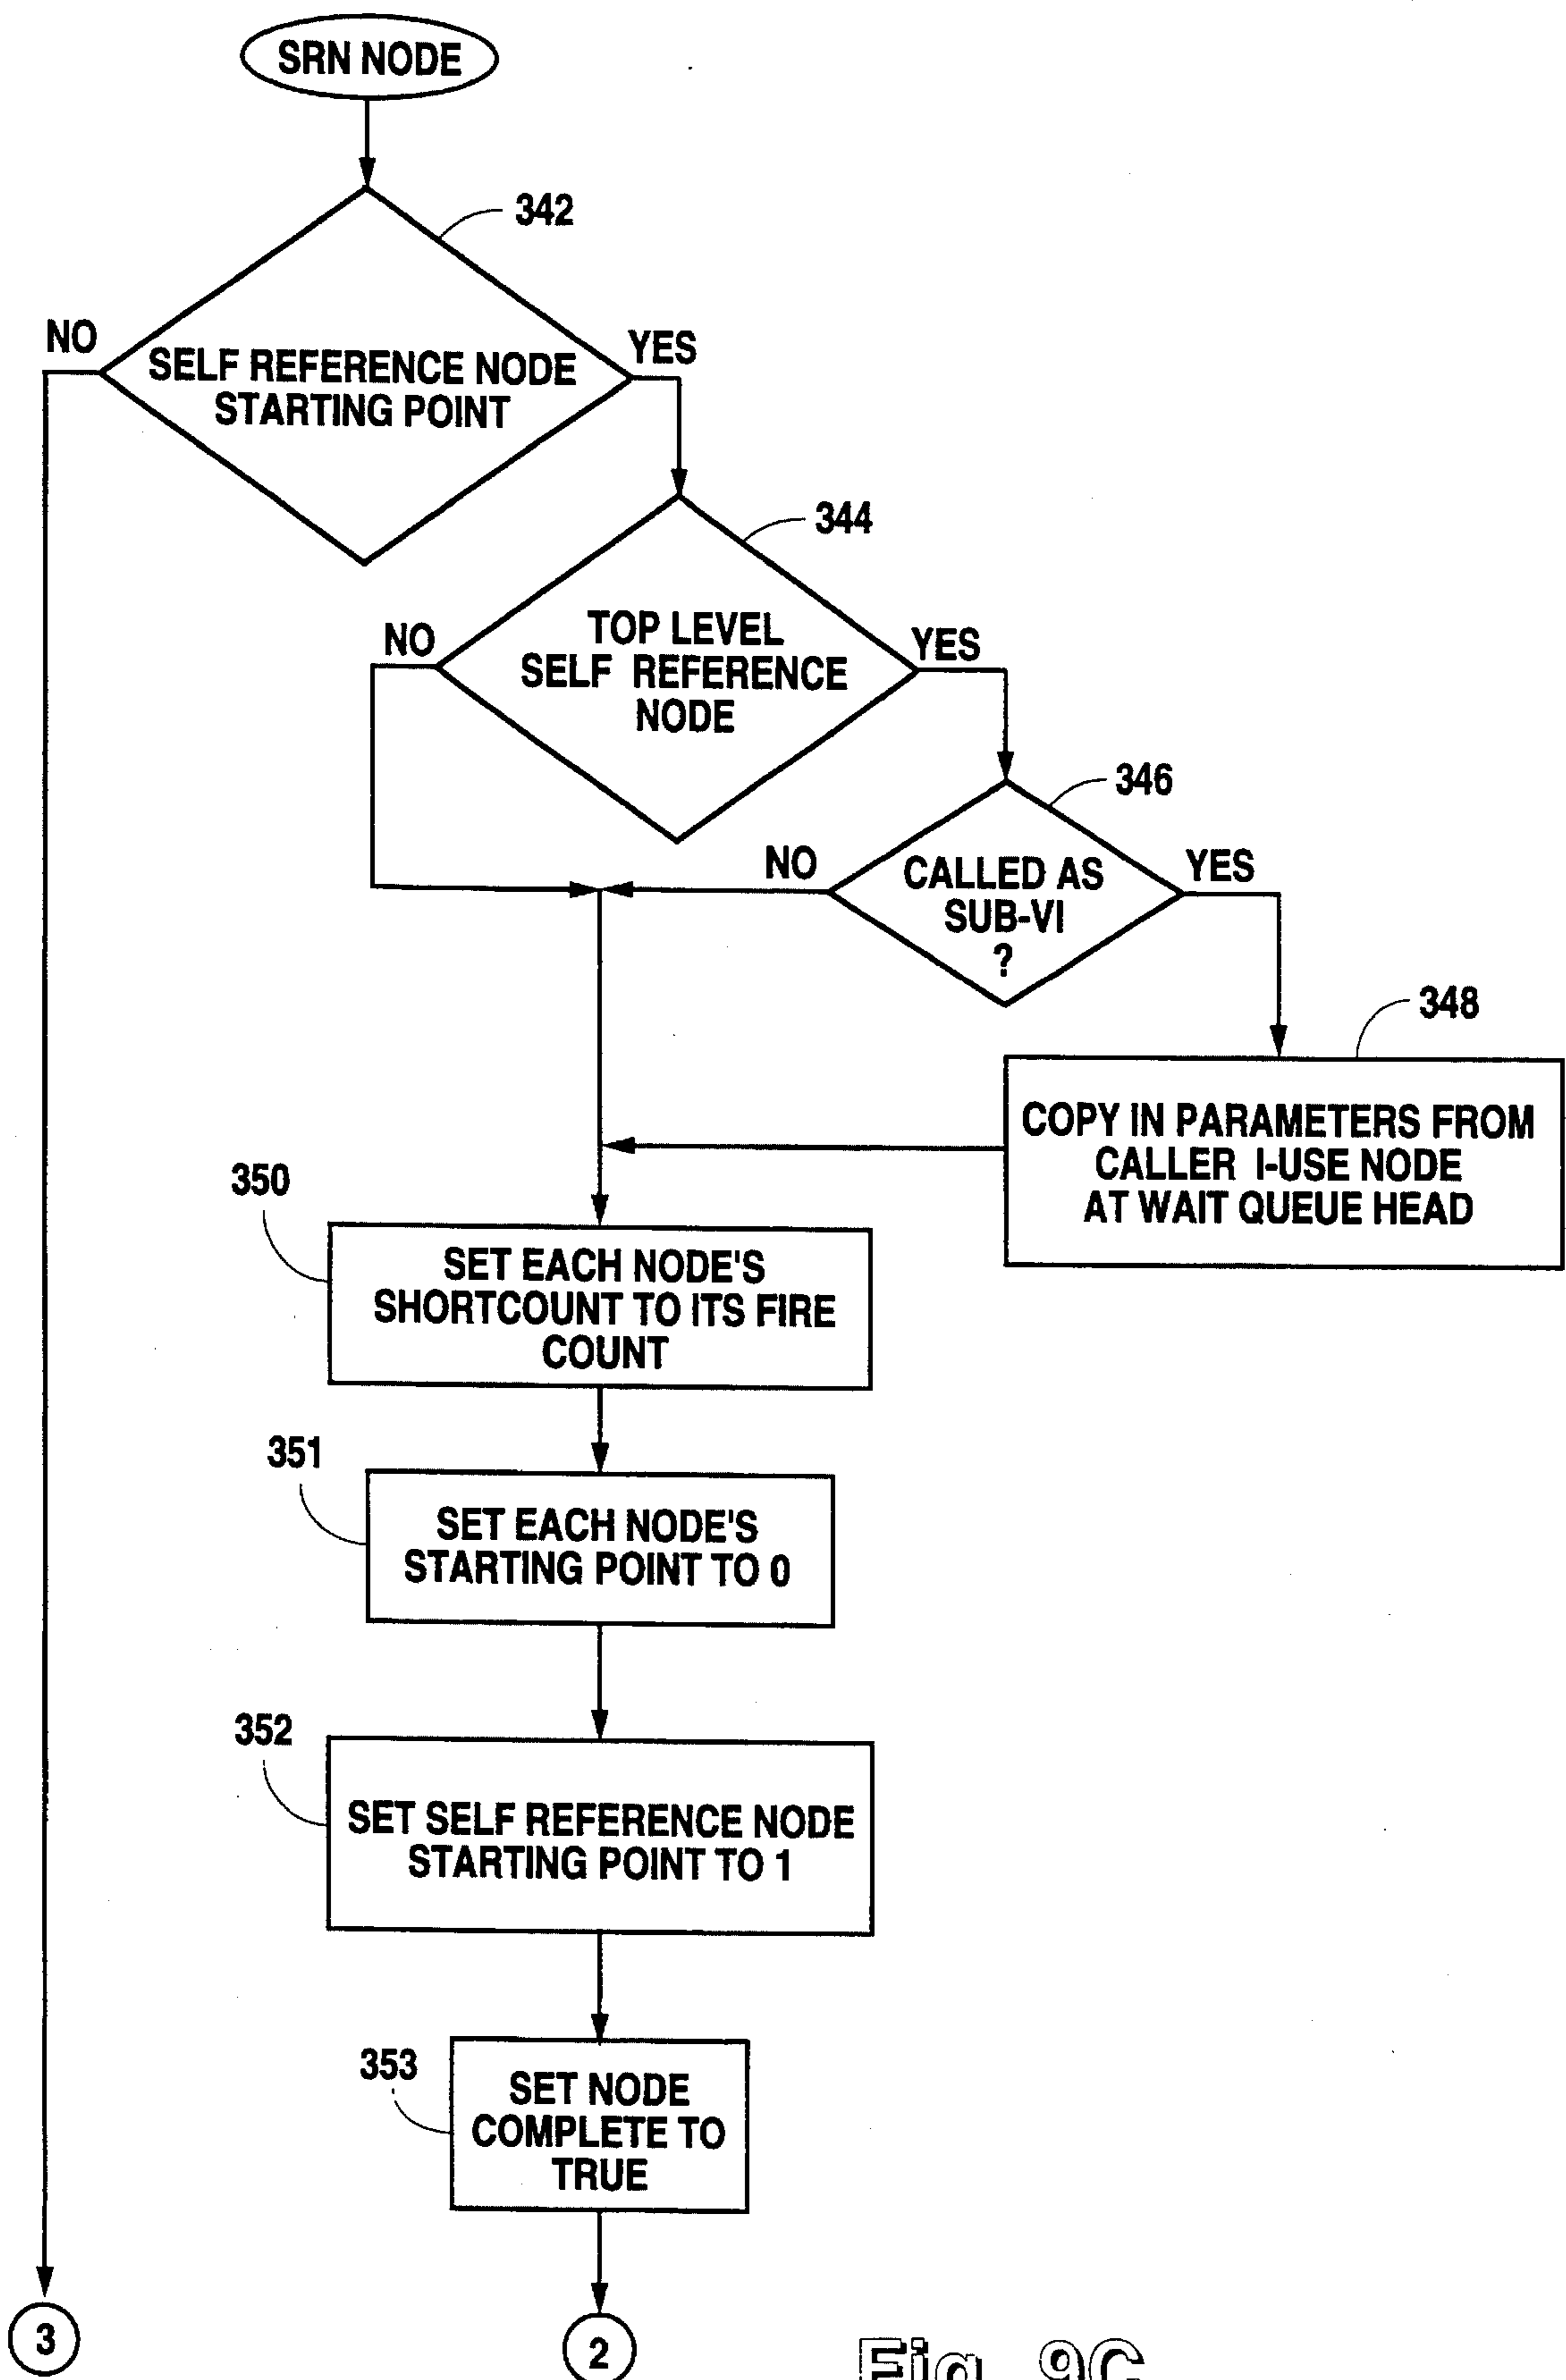 SRN NODE
342
NO
YES
SELF REFERENCE NODE
STARTING POINT
344
NO
YES
TOP LEVEL
SELF REFERENCE
NODE
346
NO
YES
CALLED AS
SUB-VI
?
348
COPY IN PARAMETERS FROM
CALLER I-USE NODE
AT WAIT QUEUE HEAD
350
SET EACH NODE'S
SHORTCOUNT TO ITS FIRE
COUNT
351
SET EACH NODE'S
STARTING POINT TO 0
352
SET SELF REFERENCE NODE
STARTING POINT TO 1
353
SET NODE
COMPLETE TO
TRUE
3
2
Fig. 9C